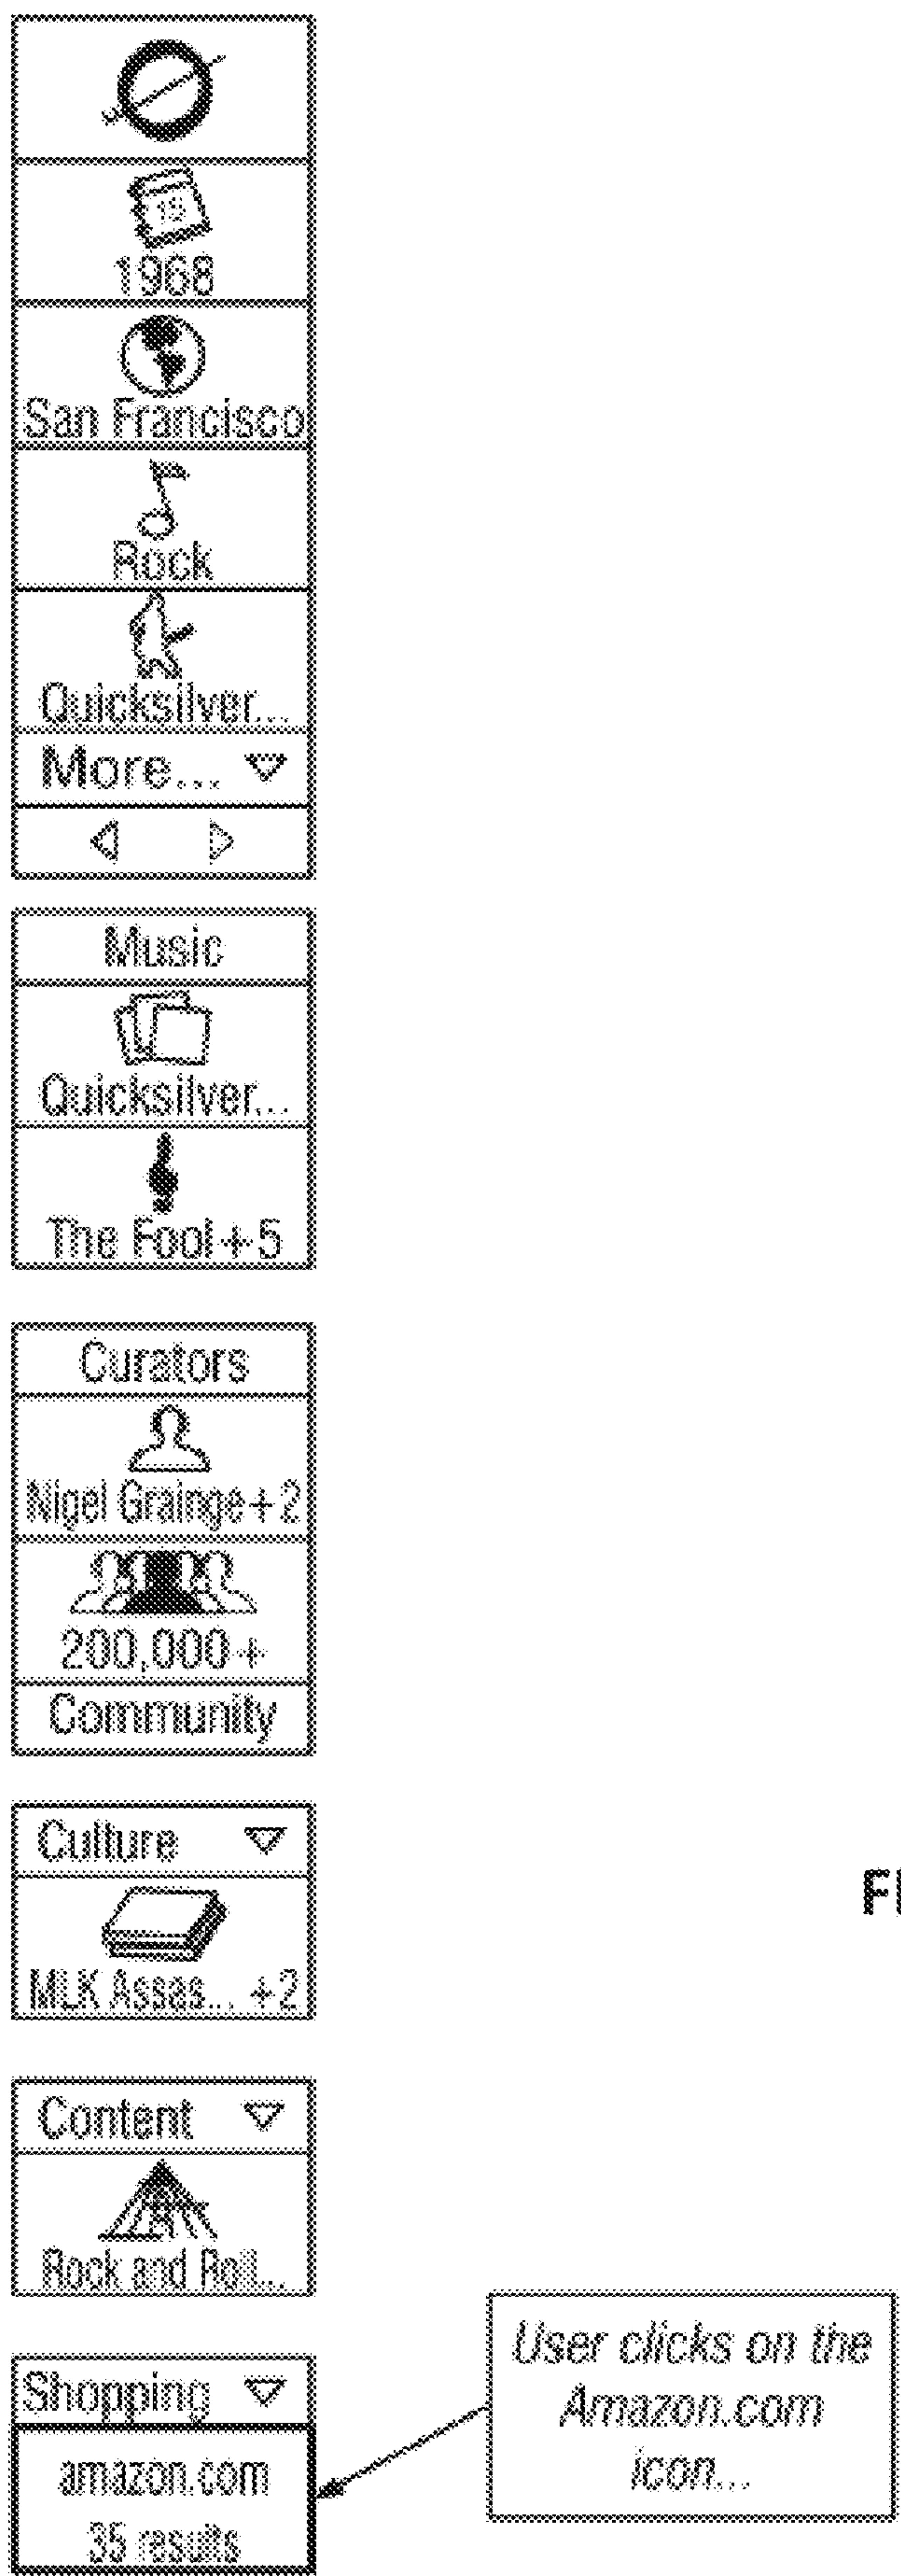 19
1968
San Francisco
Rock
Quicksilver...
More...
Music
Quicksilver...
The Fool +5
Curators
Nigel Grainge+2
200,000+
Community
Culture
MLK Assas... +2
Content
Rock and Roll...
Shopping
amazon.com
35 results
User clicks on the
Amazon.com
icon...